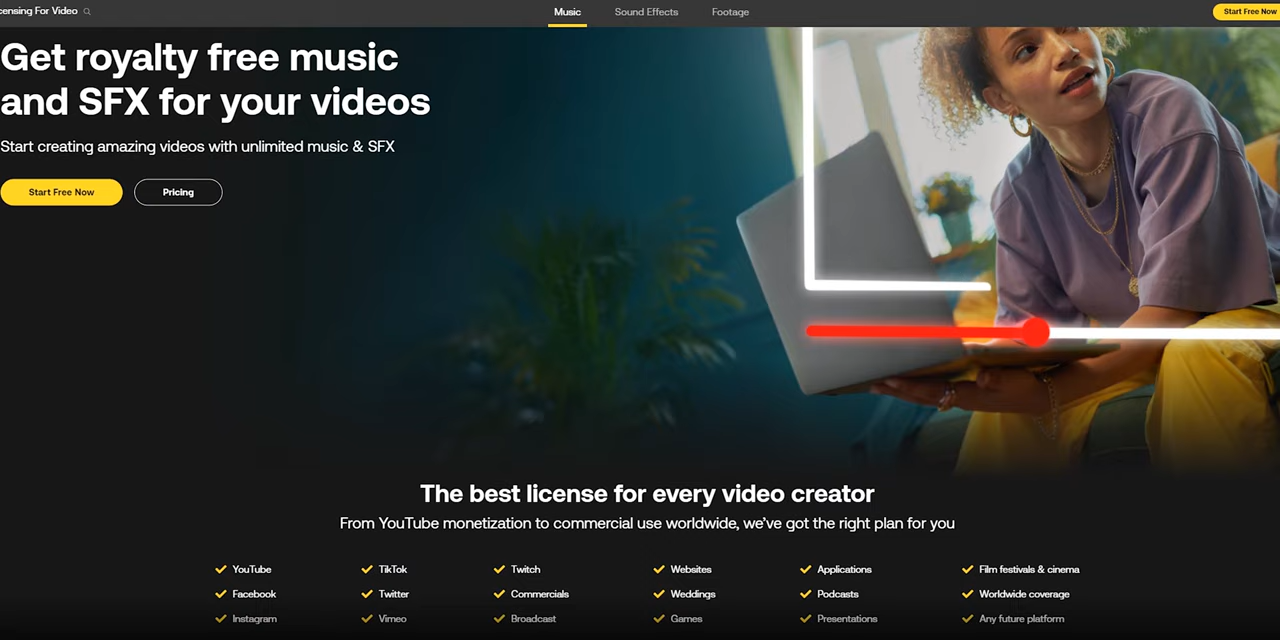 censing For Video
Music
Sound Effects
Footage
Start Free Now
Get royalty free music
and SFX for your videos
Start creating amazing videos with unlimited music & SFX
Start Free Now
Pricing
The best license for every video creator
From YouTube monetization to commercial use worldwide, we've got the right plan for you
YouTube
TikTok
Twitch
Websites
Applications
Film festivals & cinema
Facebook
Twitter
Commercials
Weddings
Podcasts
Worldwide coverage
Instagram
Vimeo
Broadcast
Games
Presentations
Any future platform